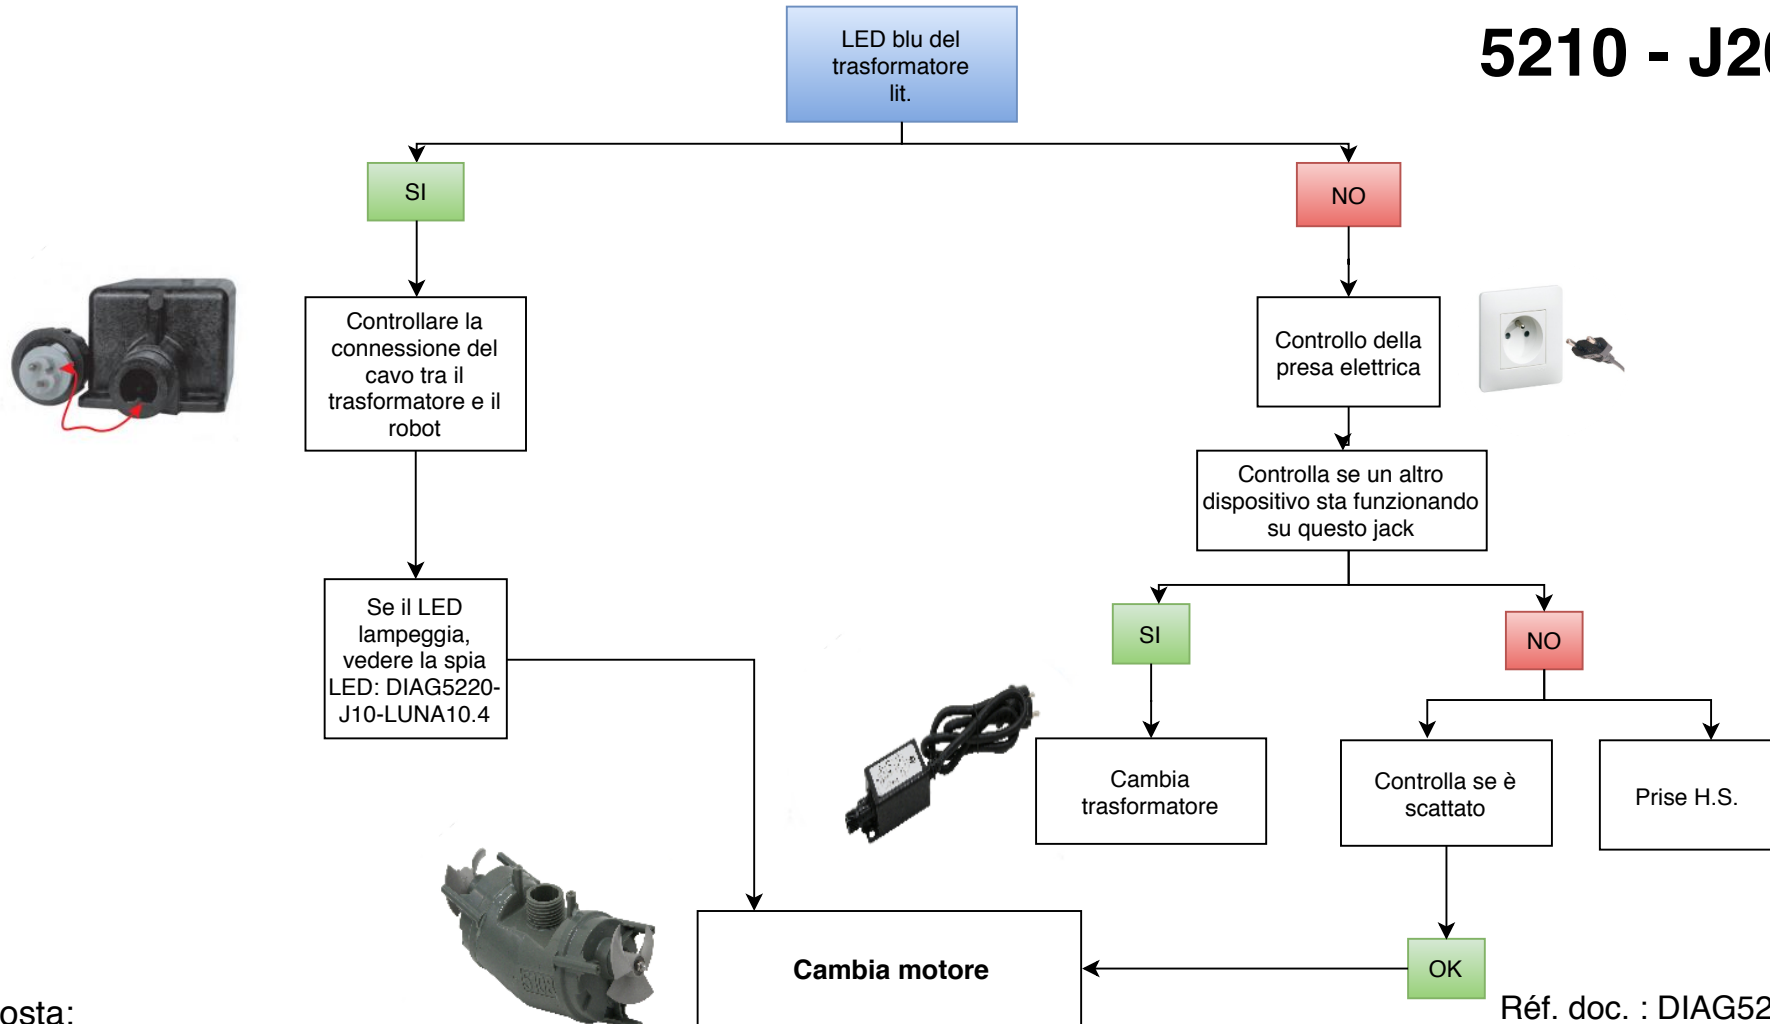 LED blu del
trasformatore
lit.
5210 - J20
SI
NO
Controllare la
connessione del
cavo tra il
trasformatore e il
robot
Controllo della
presa elettrica
Controlla se un altro
dispositivo sta funzionando
su questo jack
Se il LED
lampeggia,
vedere la spia
LED: DIAG5220-
J10-LUNA10.4
SI
NO
Cambia
trasformatore
Controlla se è
scattato
Prise H.S.
Cambia motore
OK
osta:
Réf. doc. : DIAG52